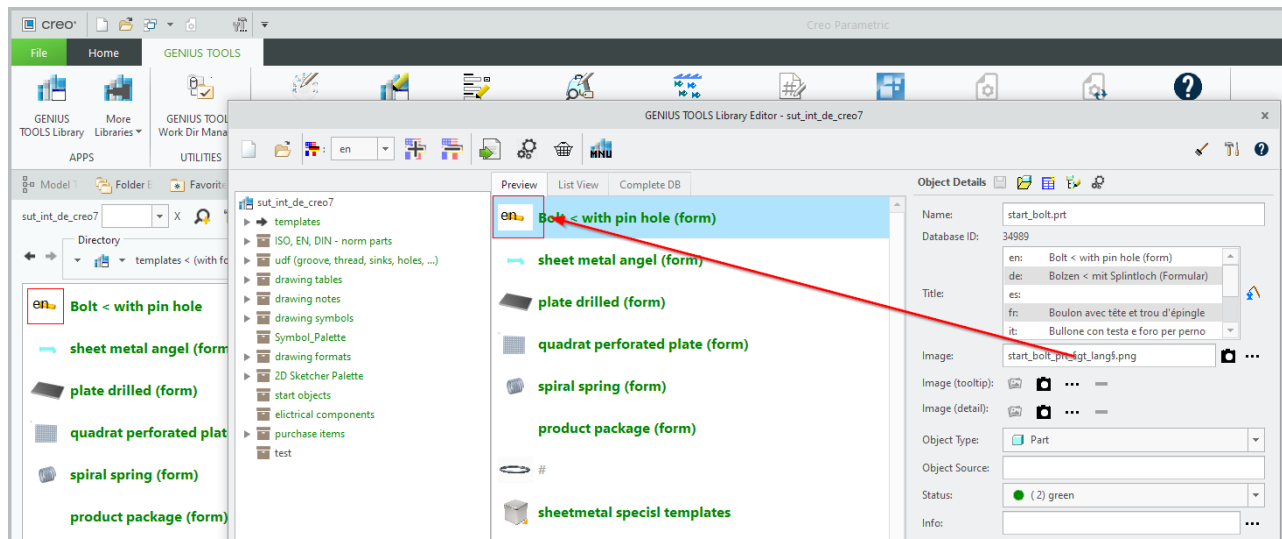 creo
Creo Parametric
File
Home
GENIUS TOOLS
GENIUS
TOOLS Library
More
Libraries
GENIUS TOOL
Work Dir Mana
APPS
UTILITIES
GENIUS TOOLS Library Editor - sut_int_de_creo7
x
: en
MNU
Model T
Folder E
Favorite
sut_int_de_creo7
X
Directory
templates < (with fo
en
Bolt < with pin hole
sheet metal angel (form
plate drilled (form)
quadrat perforated plat
spiral spring (form)
product package (form)
sut_int_de_creo7
templates
ISO, EN, DIN - norm parts
udf (groove, thread, sinks, holes, ...)
drawing tables
drawing notes
drawing symbols
Symbol_Palette
drawing formats
2D Sketcher Palette
start objects
elictrical components
purchase items
test
Preview
List View
Complete DB
en
Bolt < with pin hole (form)
sheet metal angel (form)
plate drilled (form)
quadrat perforated plate (form)
spiral spring (form)
product package (form)
#
sheetmetal specisl templates
Object Details
Name:
start_bolt.prt
Database ID:
34989
Title:
en: Bolt < with pin hole (form)
de: Bolzen < mit Splintloch (Formular)
es:
fr: Boulon avec tête et trou d'épingle
it: Bullone con testa e foro per perno
Image:
start_bolt_prt_§gt_lang§.png
Image (tooltip):
Image (detail):
Object Type:
Part
Object Source:
Status:
( 2) green
Info: